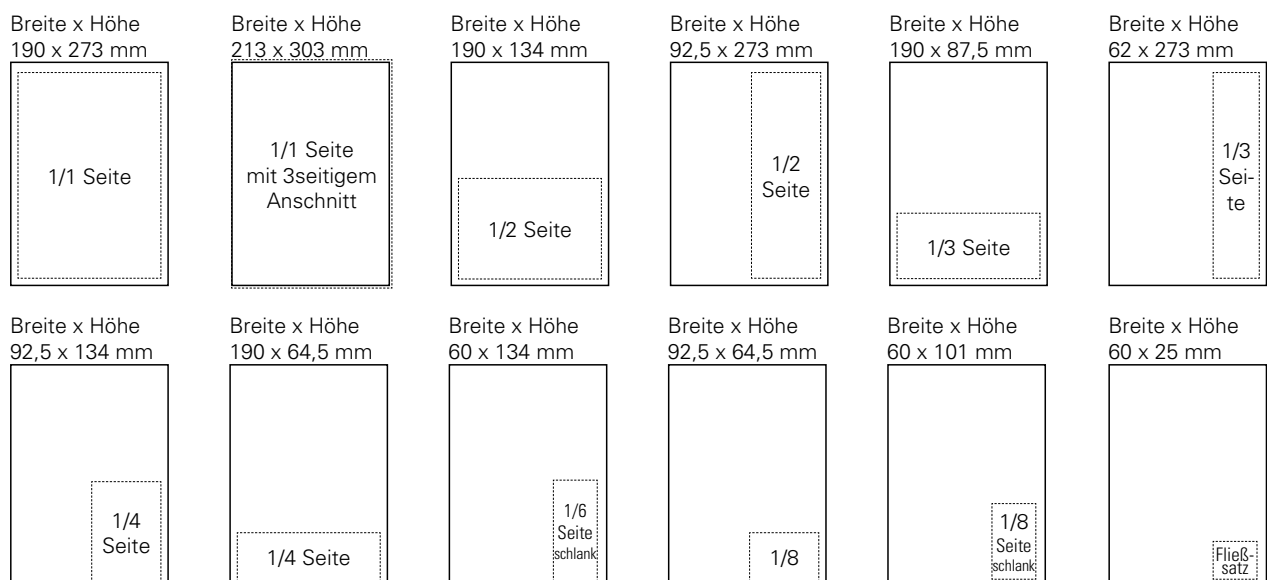 Breite x Höhe
190 x 273 mm
1/1 Seite
Breite x Höhe
213 x 303 mm
1/1 Seite
mit 3seitigem
Anschnitt
Breite x Höhe
190 x 134 mm
1/2 Seite
Breite x Höhe
92,5 x 273 mm
1/2
Seite
Breite x Höhe
190 x 87,5 mm
1/3 Seite
Breite x Höhe
62 x 273 mm
1/3
Sei-
te
Breite x Höhe
92,5 x 134 mm
1/4
Seite
Breite x Höhe
190 x 64,5 mm
1/4 Seite
Breite x Höhe
60 x 134 mm
1/6
Seite
schlank
Breite x Höhe
92,5 x 64,5 mm
1/8
Breite x Höhe
60 x 101 mm
1/8
Seite
schlank
Breite x Höhe
60 x 25 mm
Fließ-
satz